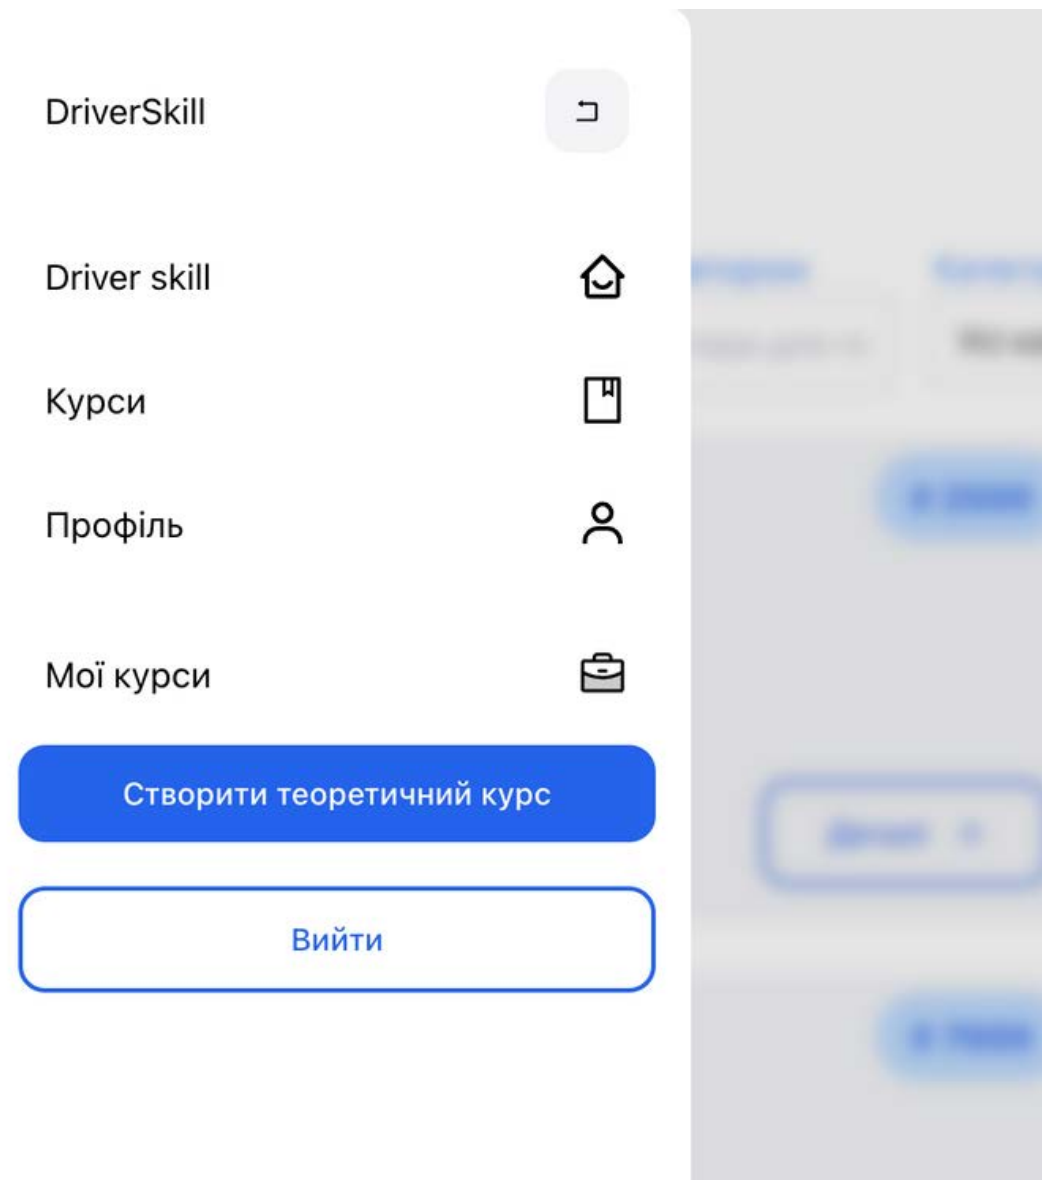 DriverSkill
Driver skill
Курси
Профіль
Мої курси
Створити теоретичний курс
Вийти